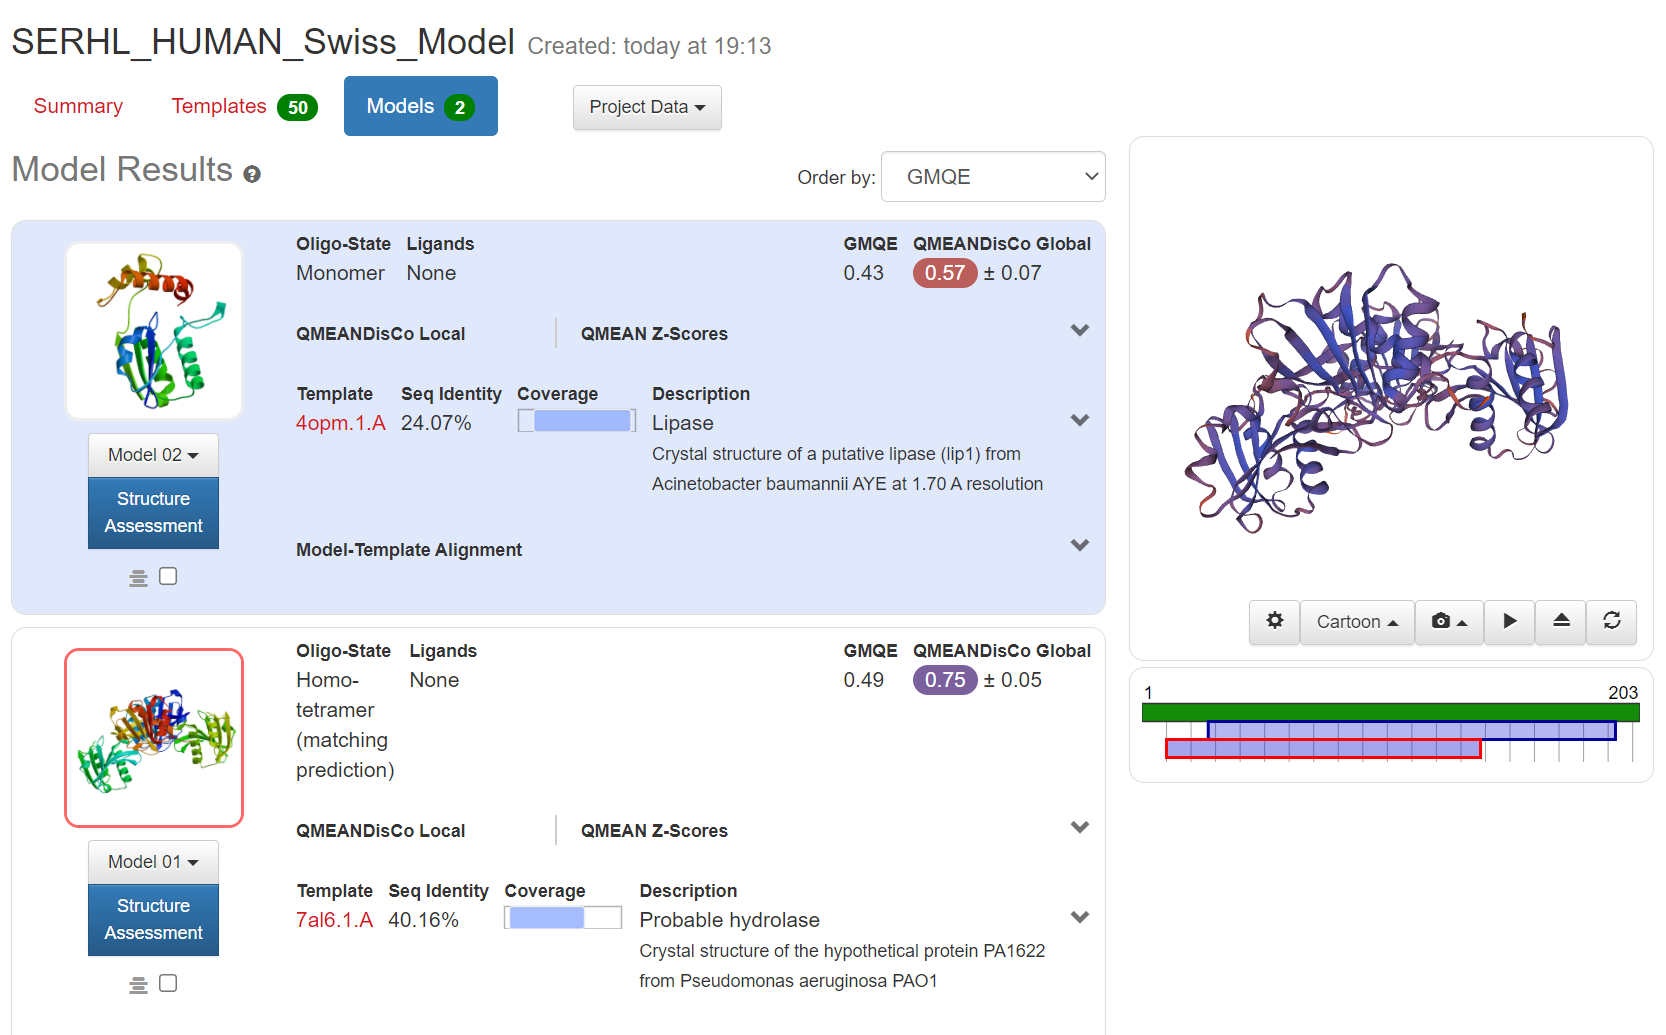 SERHL_HUMAN_Swiss_Model Created: today at 19:13
Summary Templates 50 Models 2 Project Data
Model Results ?
Order by: GMQE
Oligo-State Ligands GMQE QMEANDisCo Global
Monomer None 0.43 0.57 ± 0.07
QMEANDisCo Local QMEAN Z-Scores
Template Seq Identity Coverage Description
4opm.1.A 24.07% Lipase
Crystal structure of a putative lipase (lip1) from
Acinetobacter baumannii AYE at 1.70 A resolution
Model 02
Structure
Assessment
Model-Template Alignment
Oligo-State Ligands GMQE QMEANDisCo Global
Homo- None 0.49 0.75 ± 0.05
tetramer
(matching
prediction)
QMEANDisCo Local QMEAN Z-Scores
Model 01
Structure
Assessment
Template Seq Identity Coverage Description
7al6.1.A 40.16% Probable hydrolase
Crystal structure of the hypothetical protein PA1622
from Pseudomonas aeruginosa PAO1
Cartoon
1 203